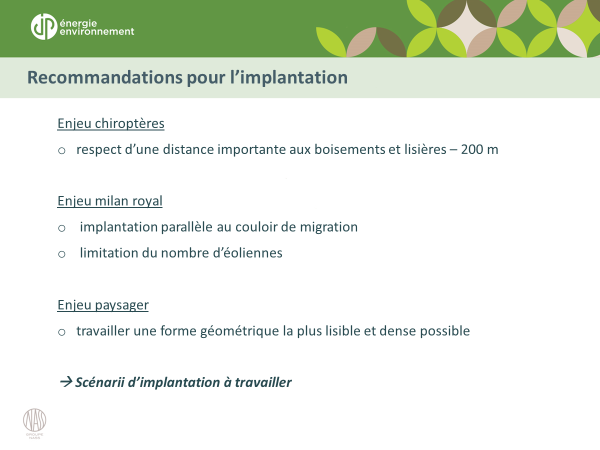 JP énergie
environnement
Recommandations pour l'implantation
Enjeu chiroptères
o respect d'une distance importante aux boisements et lisières – 200 m
Enjeu milan royal
o implantation parallèle au couloir de migration
o limitation du nombre d'éoliennes
Enjeu paysager
o travailler une forme géométrique la plus lisible et dense possible
→ Scénarii d'implantation à travailler